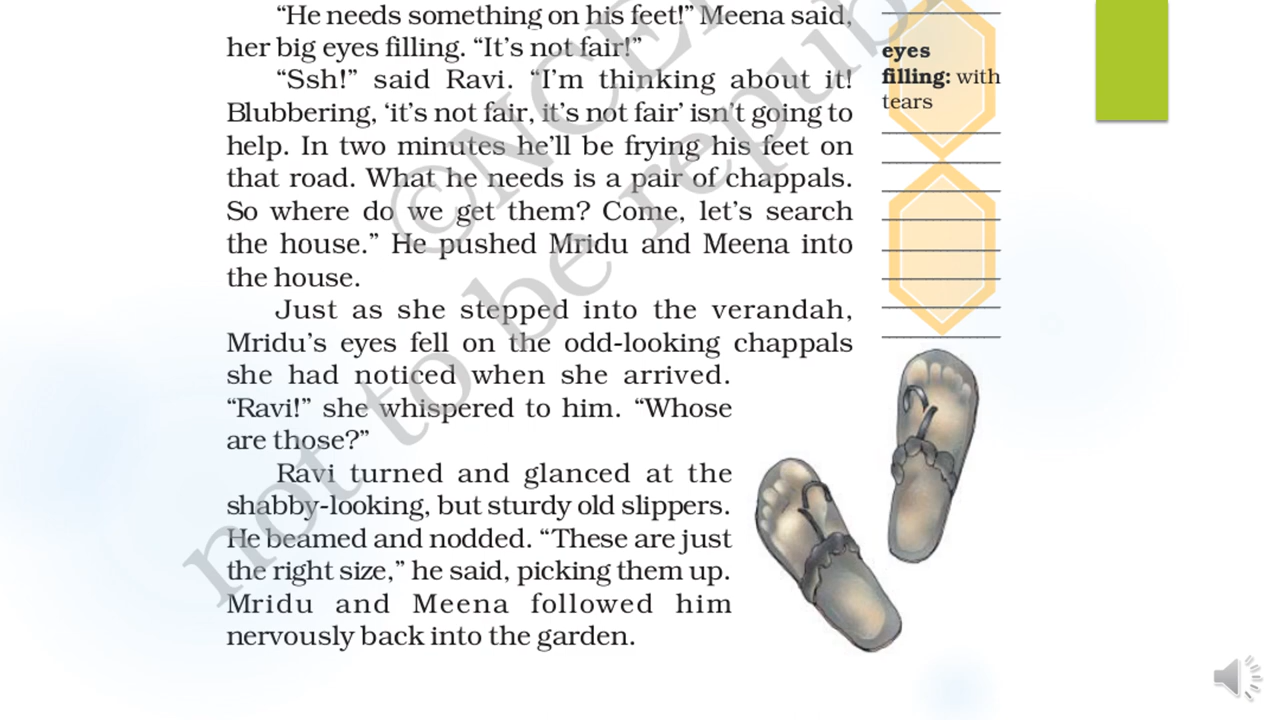 “He needs something on his feet!” Meena said,
her big eyes filling. “It’s not fair!”
“Ssh!” said Ravi. “I’m thinking about it!
Blubbering, ‘it’s not fair, it’s not fair’ isn’t going to
help. In two minutes he’ll be frying his feet on
that road. What he needs is a pair of chappals.
So where do we get them? Come, let’s search
the house.” He pushed Mridu and Meena into
the house.
Just as she stepped into the verandah,
Mridu’s eyes fell on the odd-looking chappals
she had noticed when she arrived.
“Ravi!” she whispered to him. “Whose
are those?”
Ravi turned and glanced at the
shabby-looking, but sturdy old slippers.
He beamed and nodded. “These are just
the right size,” he said, picking them up.
Mridu and Meena followed him
nervously back into the garden.
eyes
filling: with
tears
©NCE
not to be repub